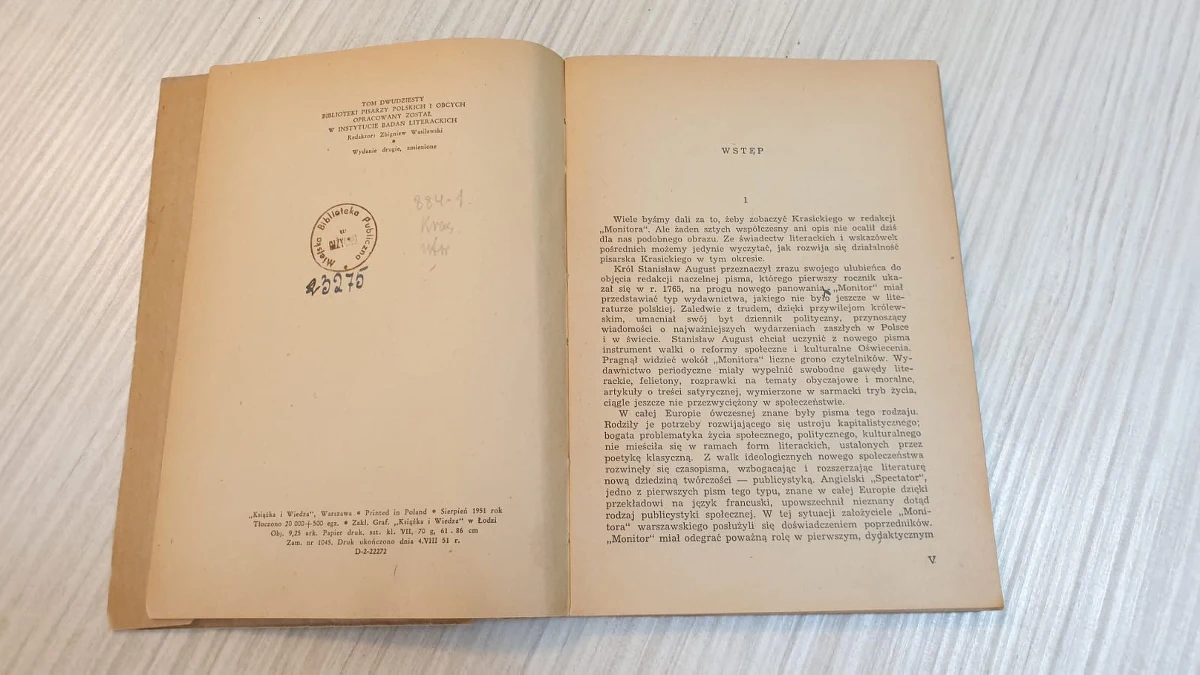 TOM DWUDZIESTY
BIBLIOTEKI PISARZY POLSKICH I OBCYCH
OPRACOWANY ZOSTAŁ
W INSTYTUCIE BADAŃ LITERACKICH
Redaktor: Zbigniew Wasilewski
*
Wydanie drugie, zmienione
884-1
Kras.
Miejska Biblioteka Publiczna
23275
„Książka i Wiedza", Warszawa * Printed in Poland * Sierpień 1951 rok
Tłoczono 20 000+500 egz. * Zakł. Graf. „Książka i Wiedza" w Łodzi
Obj. 9,25 ark. Papier druk. sat. kl. VII, 70 g, 61 . 86 cm
Zam. nr 1045. Druk ukończono dnia 4.VIII 51 r.
D-2-22272
WSTĘP
1
Wiele byśmy dali za to, żeby zobaczyć Krasickiego w redakcji
„Monitora". Ale żaden sztych współczesny ani opis nie ocalił dziś
dla nas podobnego obrazu. Ze świadectw literackich i wskazówek
pośrednich możemy jedynie wyczytać, jak rozwija się działalność
pisarska Krasickiego w tym okresie.
Król Stanisław August przeznaczył zrazu swojego ulubieńca do
objęcia redakcji naczelnej pisma, którego pierwszy rocznik uka-
zał się w r. 1765, na progu nowego panowania. „Monitor" miał
przedstawiać typ wydawnictwa, jakiego nie było jeszcze w lite-
raturze polskiej. Zaledwie z trudem, dzięki przywilejom królew-
skim, umacniał swój byt dziennik polityczny, przynoszący
wiadomości o najważniejszych wydarzeniach zaszłych w Polsce
i w świecie. Stanisław August chciał uczynić z nowego pisma
instrument walki o reformy społeczne i kulturalne Oświecenia.
Pragnął widzieć wokół „Monitora" liczne grono czytelników. Wy-
dawnictwo periodyczne miały wypełnić swobodne gawędy lite-
rackie, felietony, rozprawki na tematy obyczajowe i moralne,
artykuły o treści satyrycznej, wymierzone w sarmacki tryb życia,
ciągle jeszcze nie przezwyciężony w społeczeństwie.
W całej Europie ówczesnej znane były pisma tego rodzaju.
Rodziły je potrzeby rozwijającego się ustroju kapitalistycznego;
bogata problematyka życia społecznego, politycznego, kulturalnego
nie mieściła się w ramach form literackich, ustalonych przez
poetykę klasyczną. Z walk ideologicznych nowego społeczeństwa
rozwinęły się czasopisma, wzbogacając i rozszerzając literaturę
nową dziedziną twórczości — publicystyką. Angielski „Spectator",
jedno z pierwszych pism tego typu, znane w całej Europie dzięki
przekładowi na język francuski, upowszechnił nieznany dotąd
rodzaj publicystyki społecznej. W tej sytuacji założyciele „Moni-
tora" warszawskiego posłużyli się doświadczeniem poprzedników.
„Monitor" miał odegrać poważną rolę w pierwszym, dydaktycznym
V